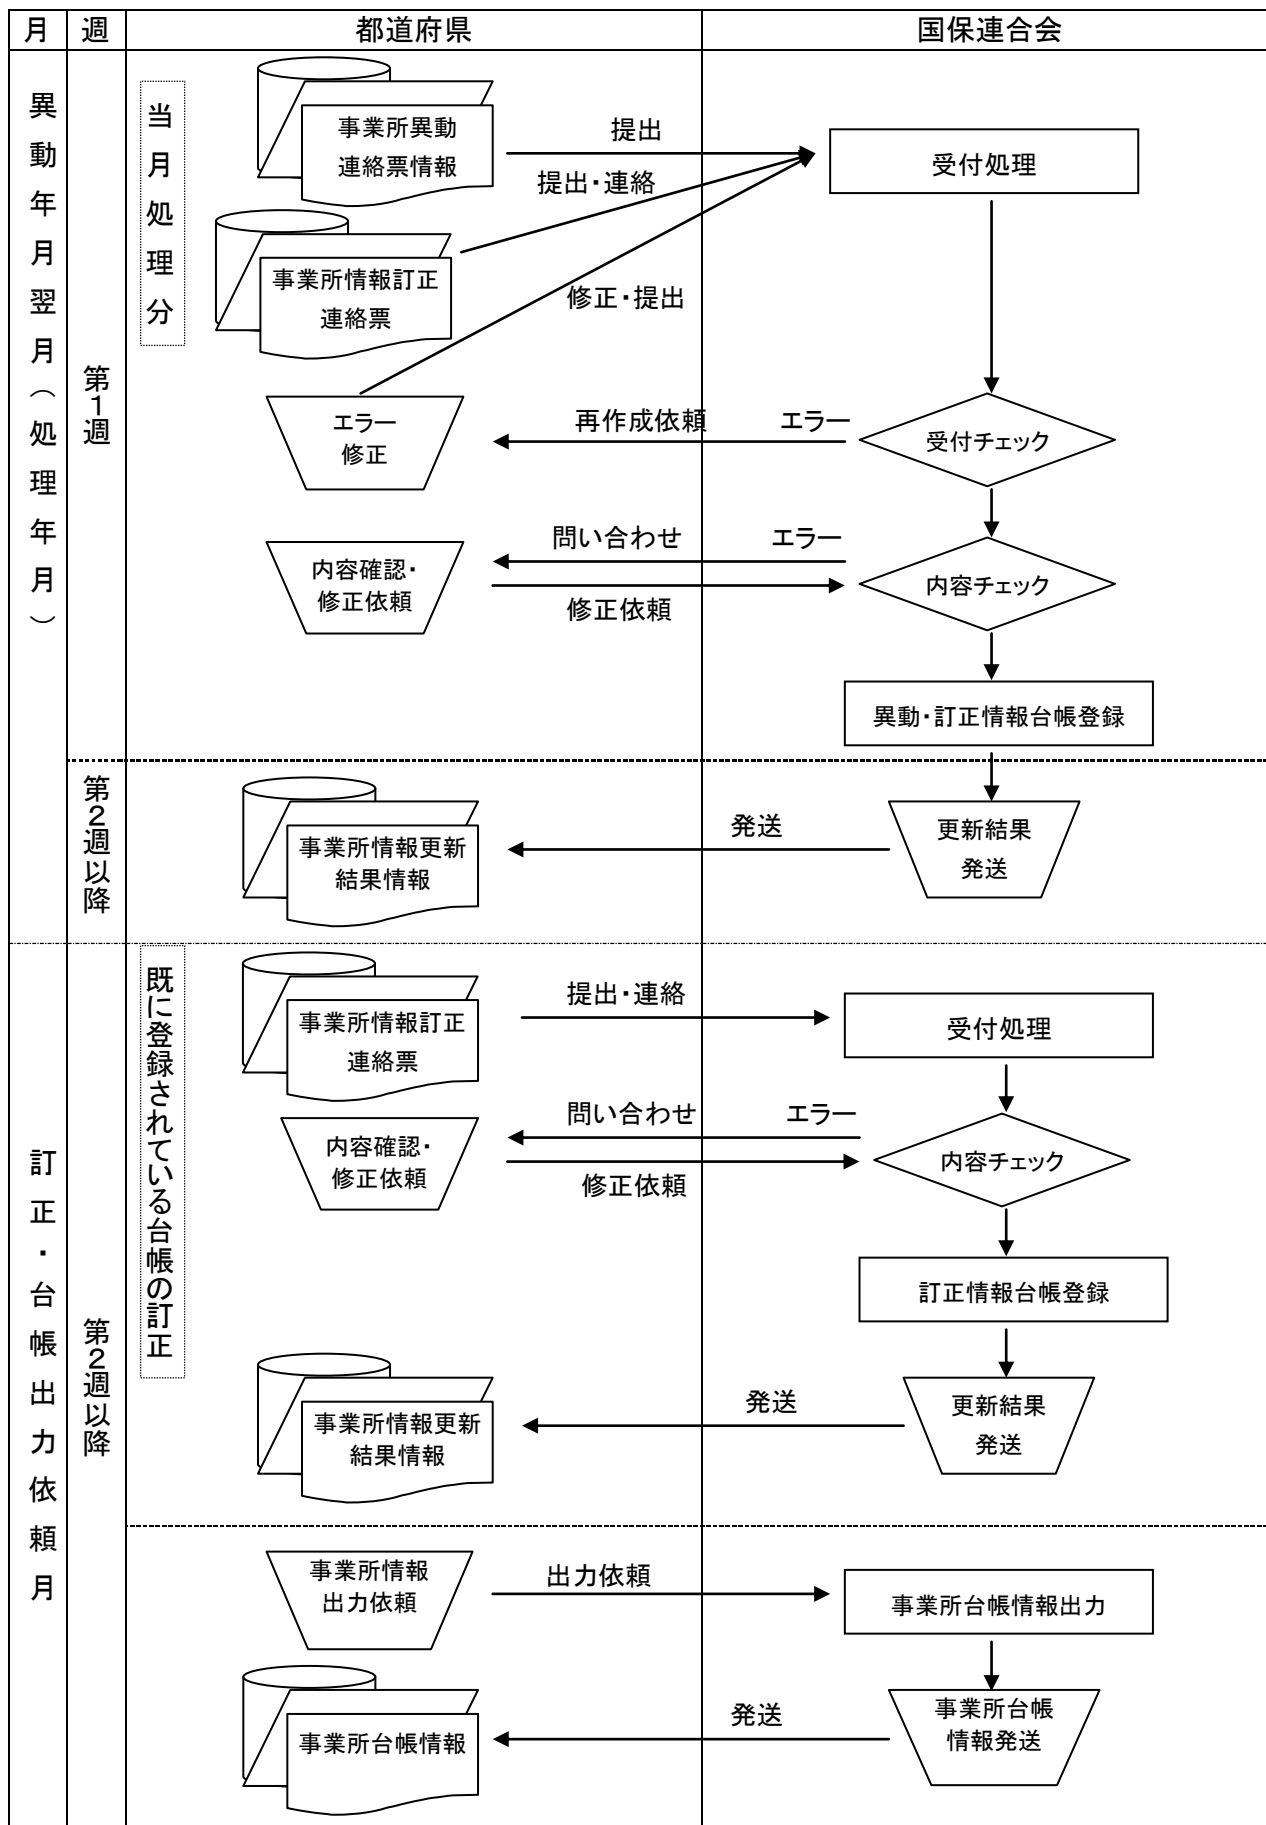 月
週
都道府県
国保連合会
異動年月翌月（処理年月）
第１週
当月処理分
事業所異動
連絡票情報
提出
受付処理
提出・連絡
事業所情報訂正
連絡票
修正・提出
エラー
修正
再作成依頼
エラー
受付チェック
問い合わせ
エラー
内容確認・
修正依頼
修正依頼
内容チェック
異動・訂正情報台帳登録
第２週以降
事業所情報更新
結果情報
発送
更新結果
発送
訂正・台帳出力依頼月
第２週以降
既に登録されている台帳の訂正
事業所情報訂正
連絡票
提出・連絡
受付処理
問い合わせ
エラー
内容確認・
修正依頼
修正依頼
内容チェック
訂正情報台帳登録
事業所情報更新
結果情報
発送
更新結果
発送
事業所情報
出力依頼
出力依頼
事業所台帳情報出力
事業所台帳情報
発送
事業所台帳
情報発送